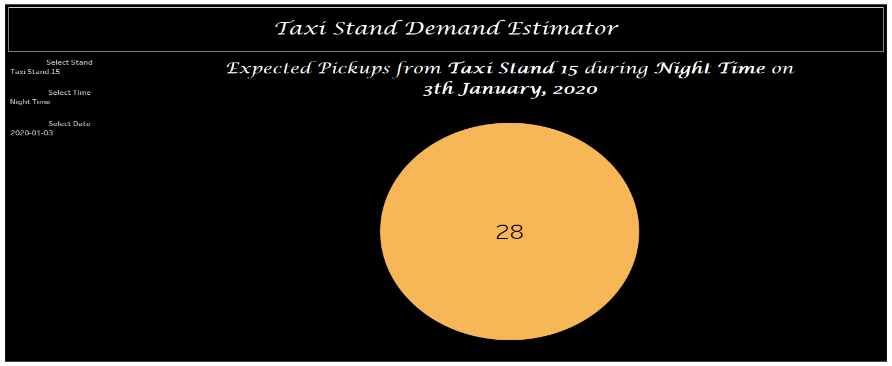 Taxi Stand Demand Estimator
Select Stand
Taxi Stand 15
Select Time
Night Time
Select Date
2020-01-03
Expected Pickups from Taxi Stand 15 during Night Time on
3th January, 2020
28